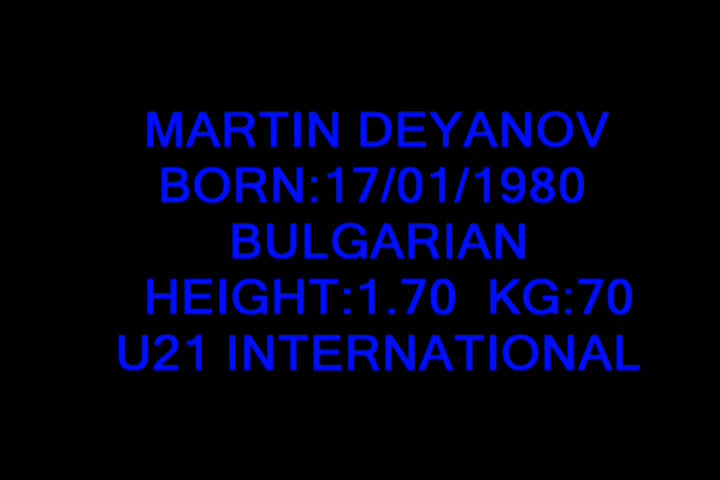 MARTIN DEYANOV
BORN:17/01/1980
BULGARIAN
HEIGHT:1.70 KG:70
U21 INTERNATIONAL